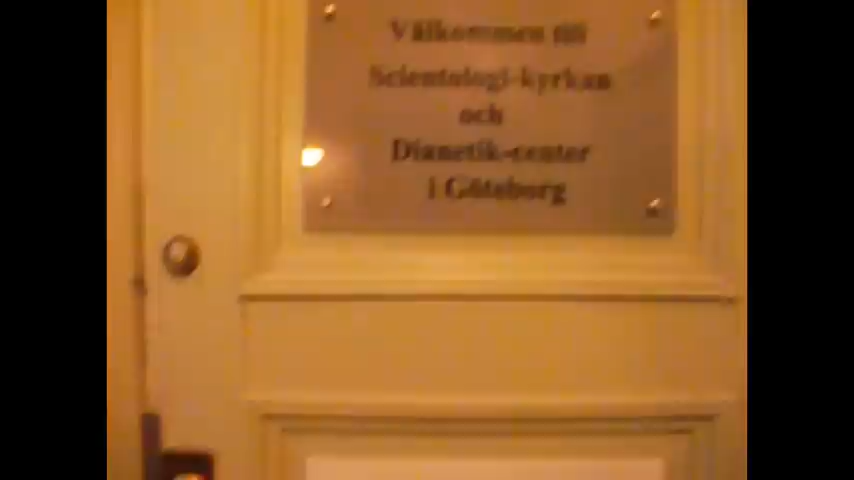 Välkommen till
Scientologi-kyrkan
och
Dianetik-center
i Göteborg